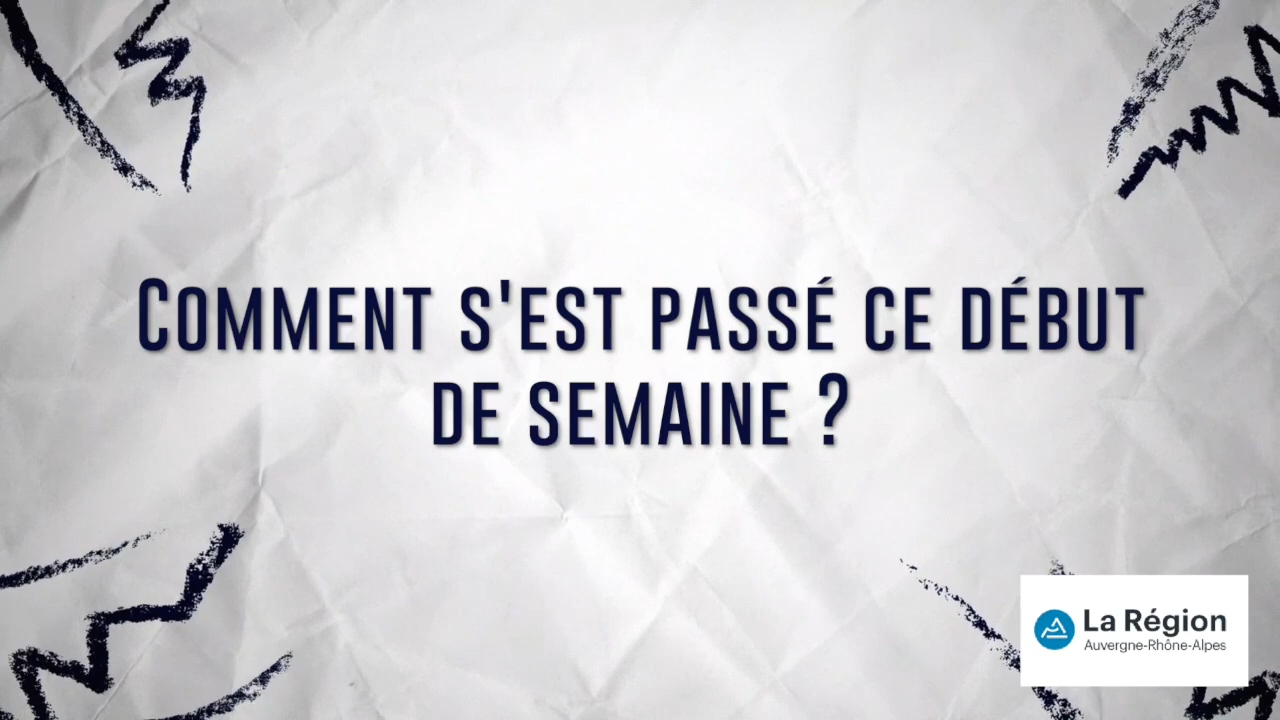 Comment s'est passé ce début
de semaine ?
La Région
Auvergne-Rhône-Alpes